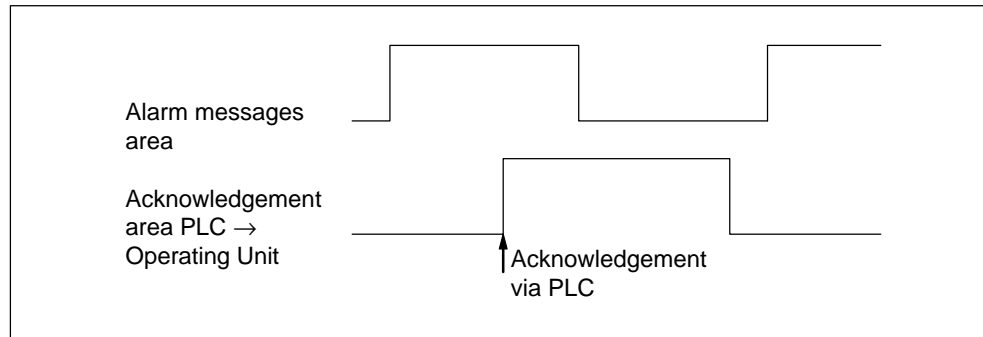 Alarm messages
area
Acknowledgement
area PLC →
Operating Unit
Acknowledgement
via PLC